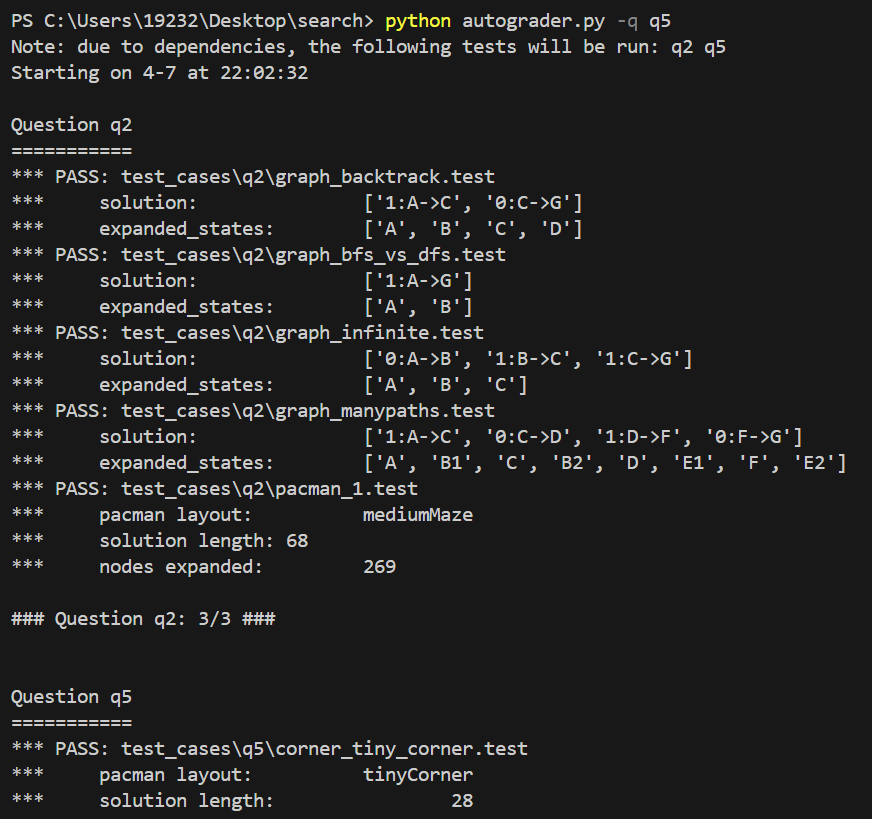 PS C:\Users\19232\Desktop\search> python autograder.py -q q5
Note: due to dependencies, the following tests will be run: q2 q5
Starting on 4-7 at 22:02:32
Question q2
===========
*** PASS: test_cases\q2\graph_backtrack.test
***     solution:               ['1:A->C', '0:C->G']
***     expanded_states:        ['A', 'B', 'C', 'D']
*** PASS: test_cases\q2\graph_bfs_vs_dfs.test
***     solution:               ['1:A->G']
***     expanded_states:        ['A', 'B']
*** PASS: test_cases\q2\graph_infinite.test
***     solution:               ['0:A->B', '1:B->C', '1:C->G']
***     expanded_states:        ['A', 'B', 'C']
*** PASS: test_cases\q2\graph_manypaths.test
***     solution:               ['1:A->C', '0:C->D', '1:D->F', '0:F->G']
***     expanded_states:        ['A', 'B1', 'C', 'B2', 'D', 'E1', 'F', 'E2']
*** PASS: test_cases\q2\pacman_1.test
***     pacman layout:          mediumMaze
***     solution length: 68
***     nodes expanded:         269
### Question q2: 3/3 ###
Question q5
===========
*** PASS: test_cases\q5\corner_tiny_corner.test
***     pacman layout:          tinyCorner
***     solution length:                28